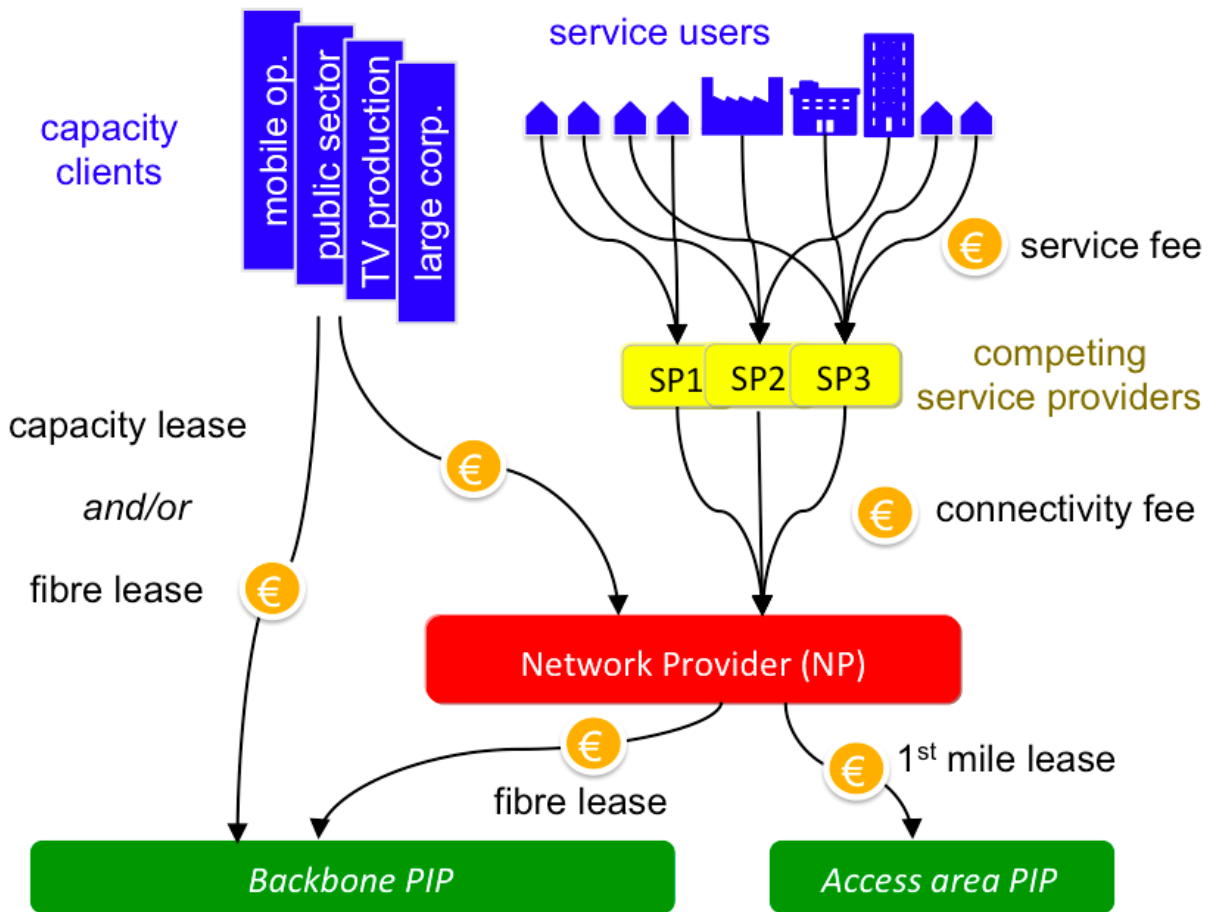 capacity
clients
mobile op.
public sector
TV production
large corp.
service users
€ service fee
SP1 SP2 SP3
competing
service providers
capacity lease
and/or
fibre lease
€
€
€ connectivity fee
Network Provider (NP)
€
fibre lease
€ 1st mile lease
Backbone PIP
Access area PIP